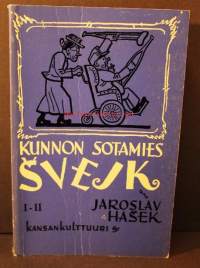 KUNNON SOTAMIES
ŠVEJK
I-II
JAROSLAV
HAŠEK
KANSANKULTTUURI